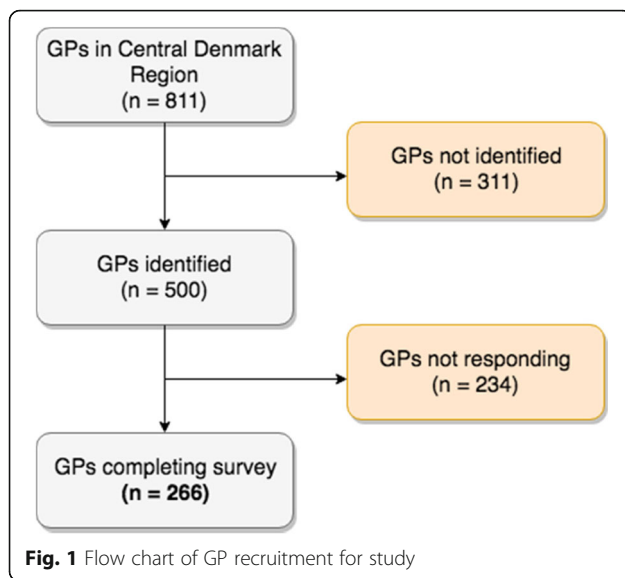 GPs in Central Denmark
Region
(n = 811)
GPs not identified
(n = 311)
GPs identified
(n = 500)
GPs not responding
(n = 234)
GPs completing survey
(n = 266)
Fig. 1 Flow chart of GP recruitment for study